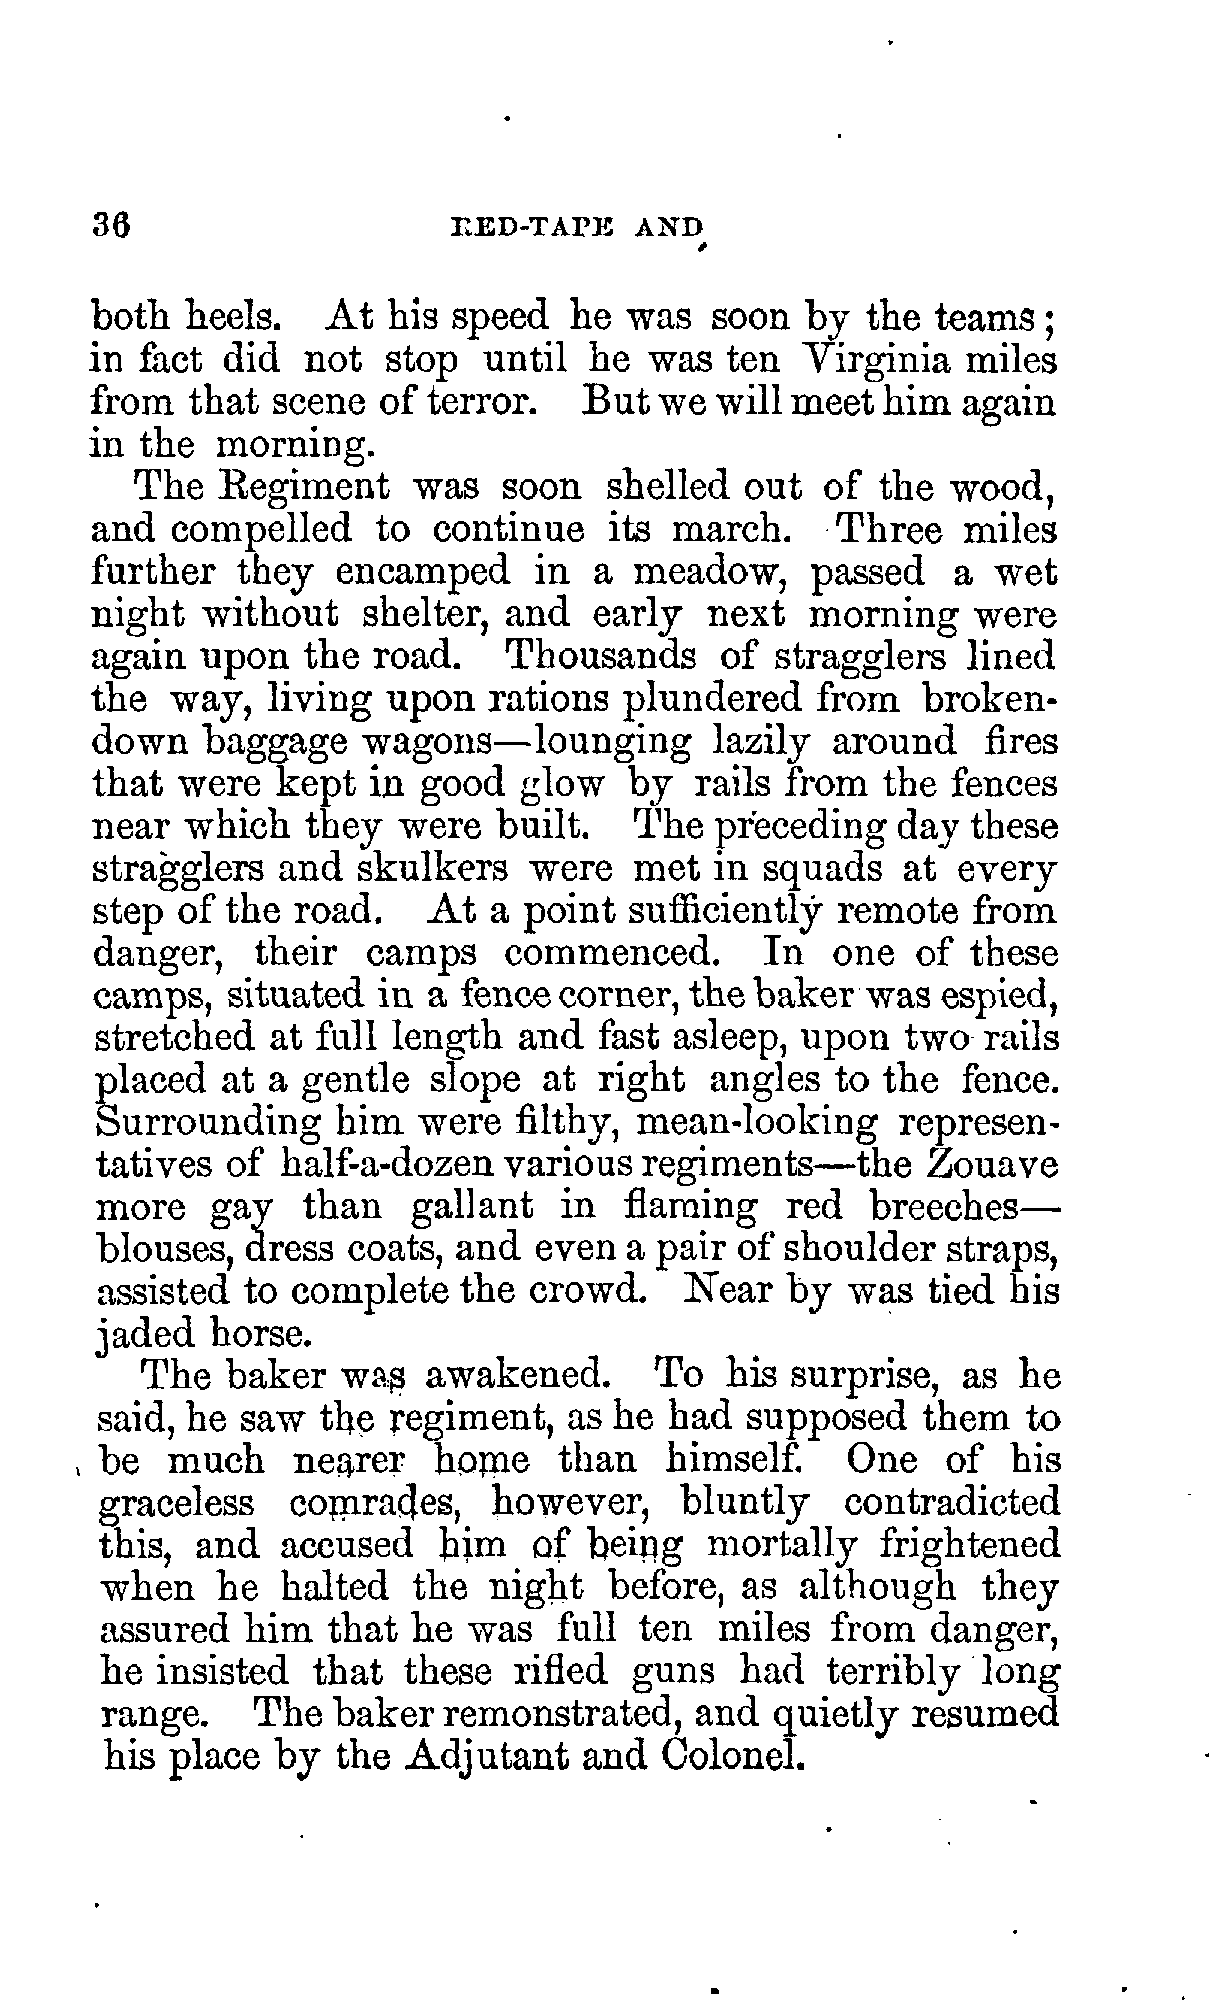 36 RED-TAPE AND
both heels. At his speed he was soon by the teams;
in fact did not stop until he was ten Virginia miles
from that scene of terror. But we will meet him again
in the morning.
The Regiment was soon shelled out of the wood,
and compelled to continue its march. Three miles
further they encamped in a meadow, passed a wet
night without shelter, and early next morning were
again upon the road. Thousands of stragglers lined
the way, living upon rations plundered from broken-
down baggage wagons—lounging lazily around fires
that were kept in good glow by rails from the fences
near which they were built. The preceding day these
stragglers and skulkers were met in squads at every
step of the road. At a point sufficiently remote from
danger, their camps commenced. In one of these
camps, situated in a fence corner, the baker was espied,
stretched at full length and fast asleep, upon two rails
placed at a gentle slope at right angles to the fence.
Surrounding him were filthy, mean-looking represen-
tatives of half-a-dozen various regiments—the Zouave
more gay than gallant in flaming red breeches—
blouses, dress coats, and even a pair of shoulder straps,
assisted to complete the crowd. Near by was tied his
jaded horse.
The baker was awakened. To his surprise, as he
said, he saw the regiment, as he had supposed them to
be much nearer home than himself. One of his
graceless comrades, however, bluntly contradicted
this, and accused him of being mortally frightened
when he halted the night before, as although they
assured him that he was full ten miles from danger,
he insisted that these rifled guns had terribly long
range. The baker remonstrated, and quietly resumed
his place by the Adjutant and Colonel.